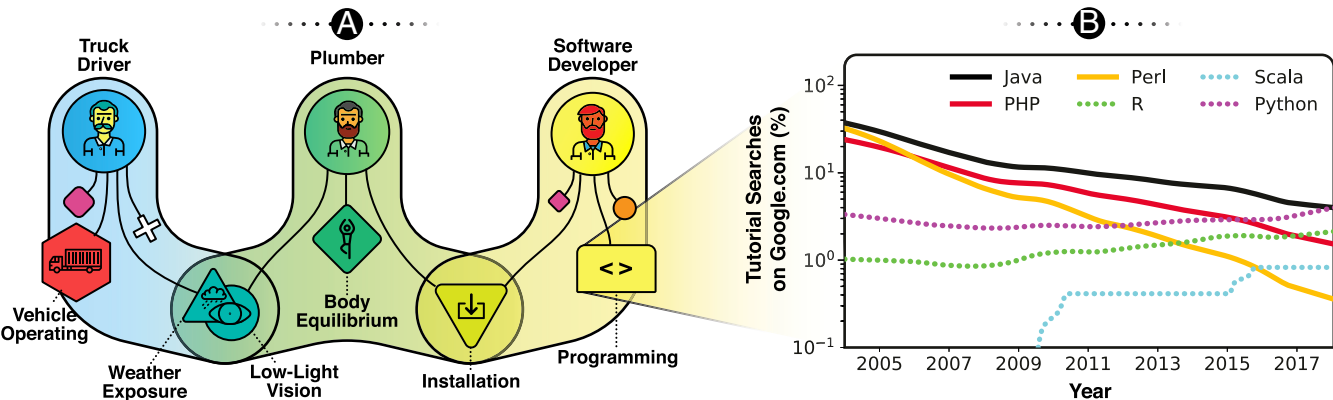 A
Truck
Driver
Plumber
Software
Developer
Vehicle
Operating
Weather
Exposure
Low-Light
Vision
Body
Equilibrium
Installation
< >
Programming
B
Tutorial Searches
on Google.com (%)
10²
10¹
10⁰
10⁻¹
Java
PHP
Perl
R
Scala
Python
2005 2007 2009 2011 2013 2015 2017
Year